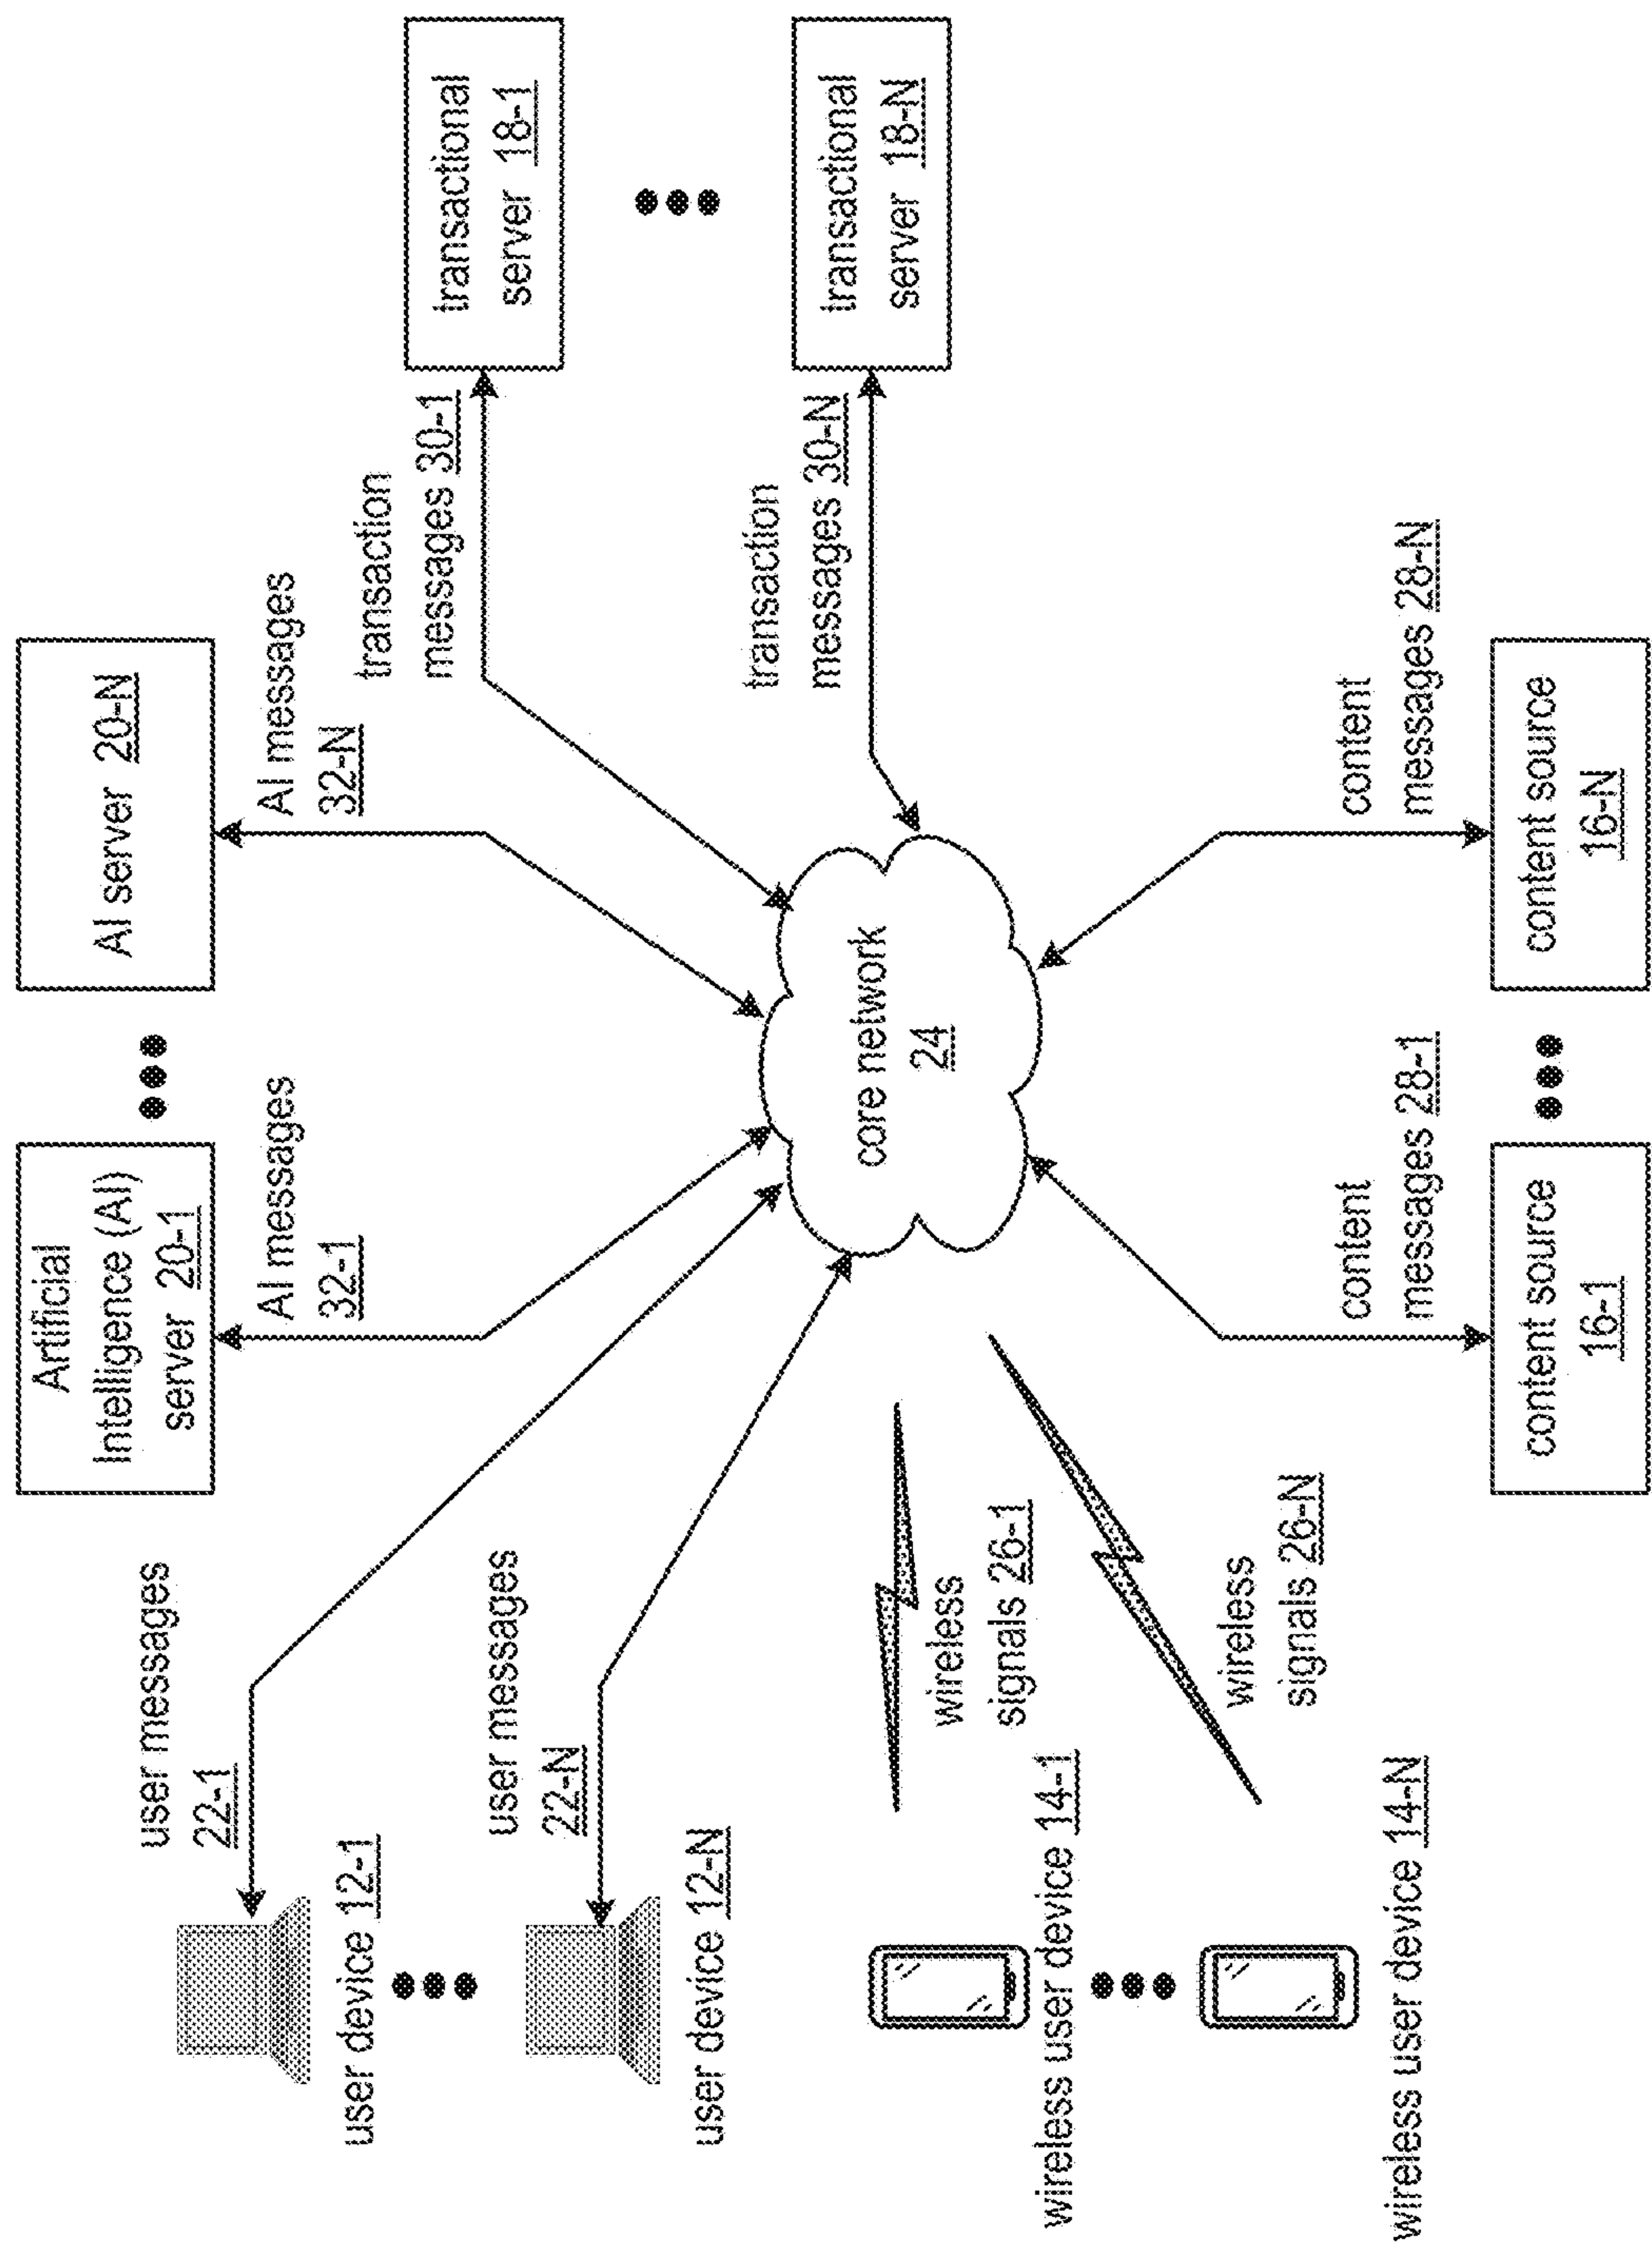 Artificial
Intelligence (AI)
server 20-1
AI server 20-N
AI messages
32-1
AI messages
32-N
user messages
22-1
user device 12-1
user messages
22-N
user device 12-N
transaction
messages 30-1
transactional
server 18-1
transaction
messages 30-N
transactional
server 18-N
core network
24
wireless
signals 26-1
wireless user device 14-1
wireless
signals 26-N
wireless user device 14-N
content
messages 28-1
content
messages 28-N
content source
16-1
content source
16-N